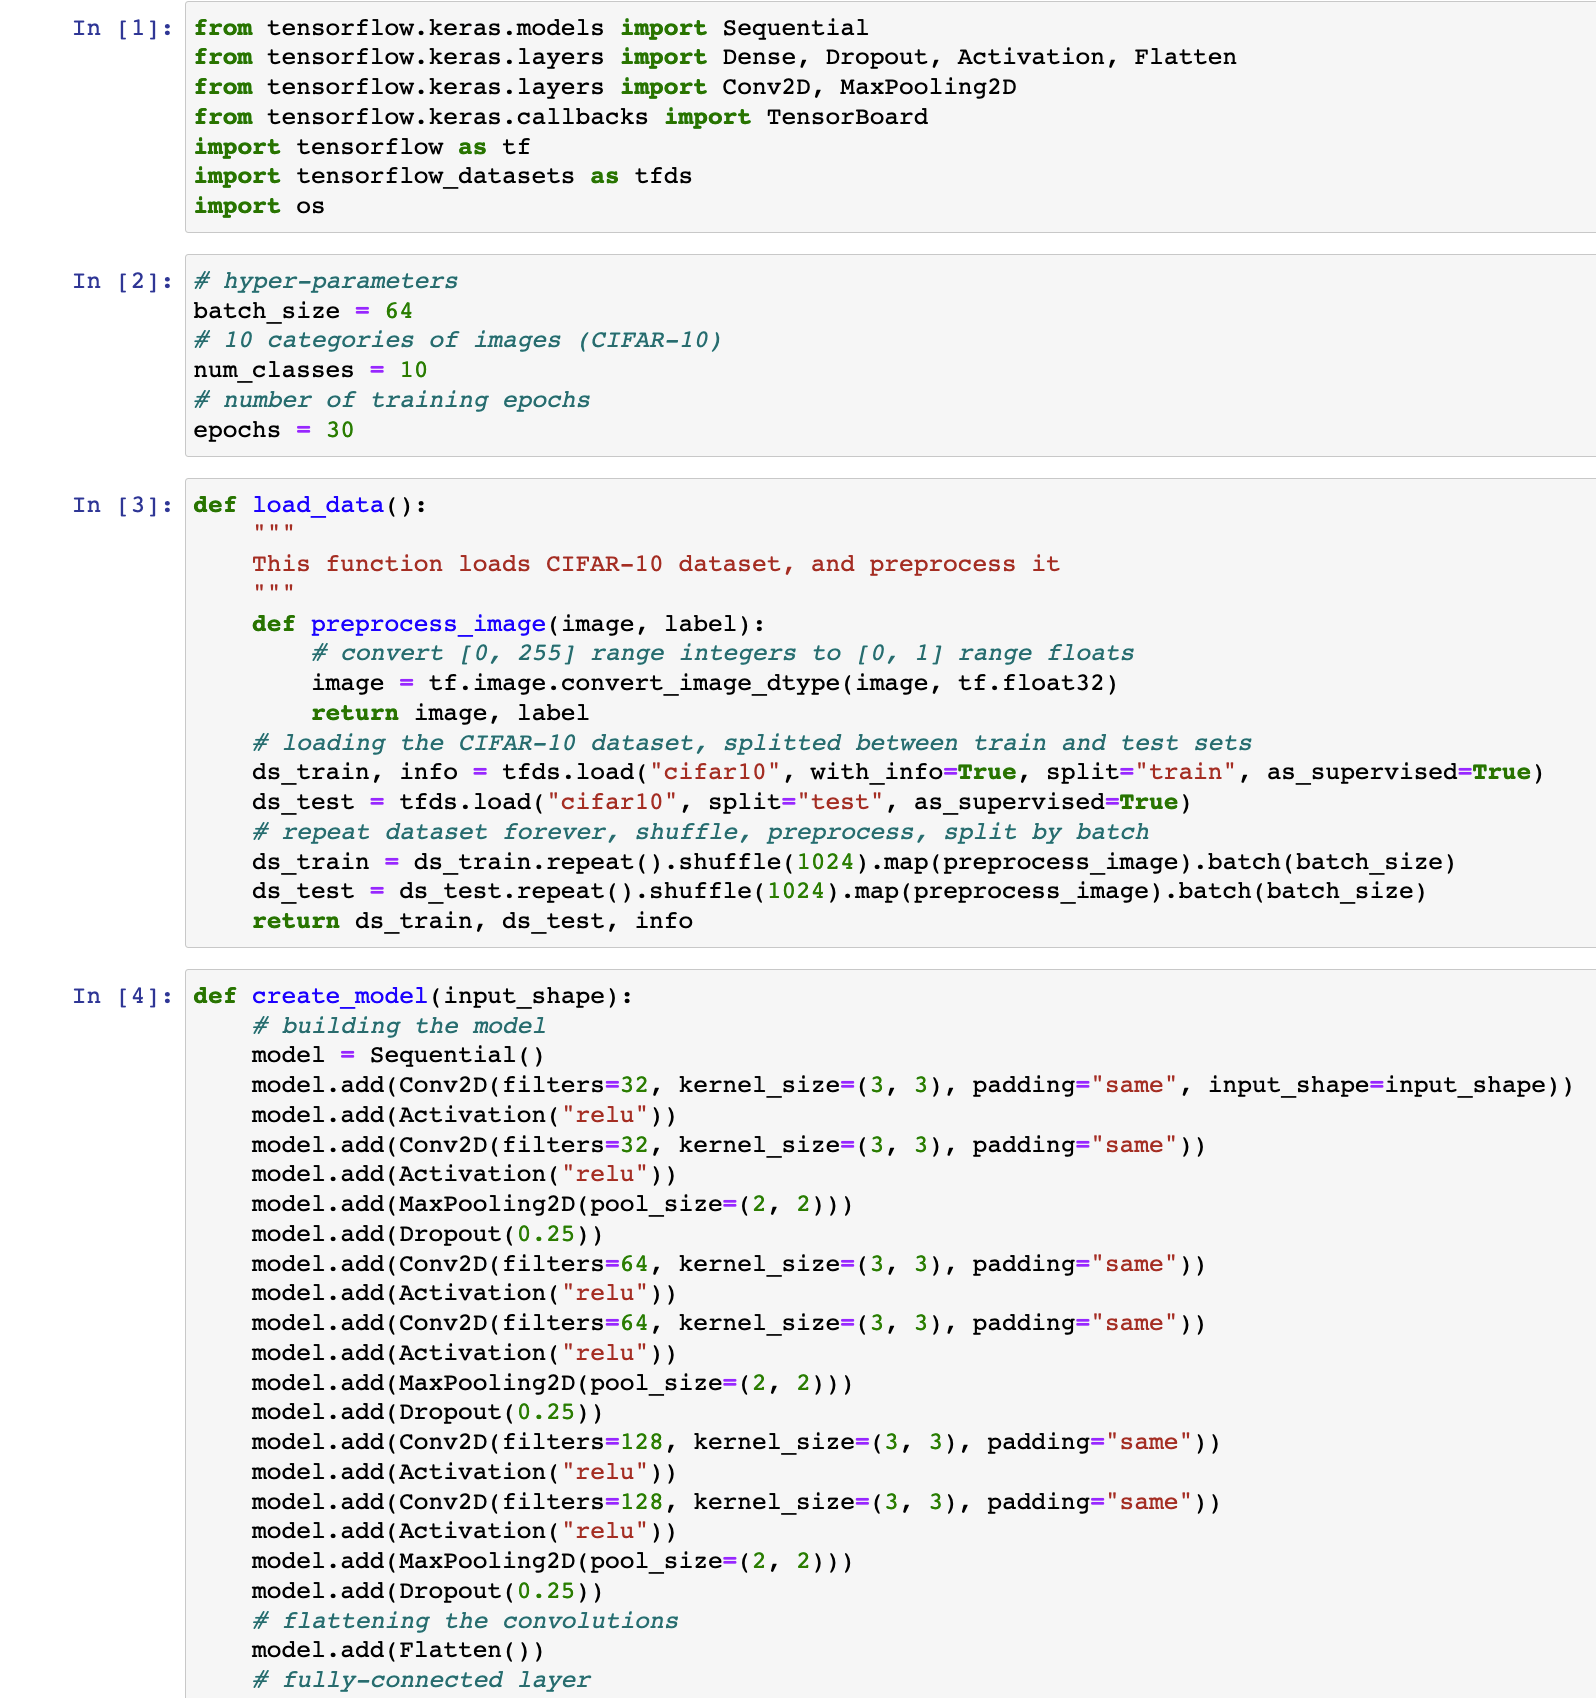 In [1]: from tensorflow.keras.models import Sequential
from tensorflow.keras.layers import Dense, Dropout, Activation, Flatten
from tensorflow.keras.layers import Conv2D, MaxPooling2D
from tensorflow.keras.callbacks import TensorBoard
import tensorflow as tf
import tensorflow_datasets as tfds
import os
In [2]: # hyper-parameters
batch_size = 64
# 10 categories of images (CIFAR-10)
num_classes = 10
# number of training epochs
epochs = 30
In [3]: def load_data():
    """
    This function loads CIFAR-10 dataset, and preprocess it
    """
    def preprocess_image(image, label):
        # convert [0, 255] range integers to [0, 1] range floats
        image = tf.image.convert_image_dtype(image, tf.float32)
        return image, label
    # loading the CIFAR-10 dataset, splitted between train and test sets
    ds_train, info = tfds.load("cifar10", with_info=True, split="train", as_supervised=True)
    ds_test = tfds.load("cifar10", split="test", as_supervised=True)
    # repeat dataset forever, shuffle, preprocess, split by batch
    ds_train = ds_train.repeat().shuffle(1024).map(preprocess_image).batch(batch_size)
    ds_test = ds_test.repeat().shuffle(1024).map(preprocess_image).batch(batch_size)
    return ds_train, ds_test, info
In [4]: def create_model(input_shape):
    # building the model
    model = Sequential()
    model.add(Conv2D(filters=32, kernel_size=(3, 3), padding="same", input_shape=input_shape))
    model.add(Activation("relu"))
    model.add(Conv2D(filters=32, kernel_size=(3, 3), padding="same"))
    model.add(Activation("relu"))
    model.add(MaxPooling2D(pool_size=(2, 2)))
    model.add(Dropout(0.25))
    model.add(Conv2D(filters=64, kernel_size=(3, 3), padding="same"))
    model.add(Activation("relu"))
    model.add(Conv2D(filters=64, kernel_size=(3, 3), padding="same"))
    model.add(Activation("relu"))
    model.add(MaxPooling2D(pool_size=(2, 2)))
    model.add(Dropout(0.25))
    model.add(Conv2D(filters=128, kernel_size=(3, 3), padding="same"))
    model.add(Activation("relu"))
    model.add(Conv2D(filters=128, kernel_size=(3, 3), padding="same"))
    model.add(Activation("relu"))
    model.add(MaxPooling2D(pool_size=(2, 2)))
    model.add(Dropout(0.25))
    # flattening the convolutions
    model.add(Flatten())
    # fully-connected layer